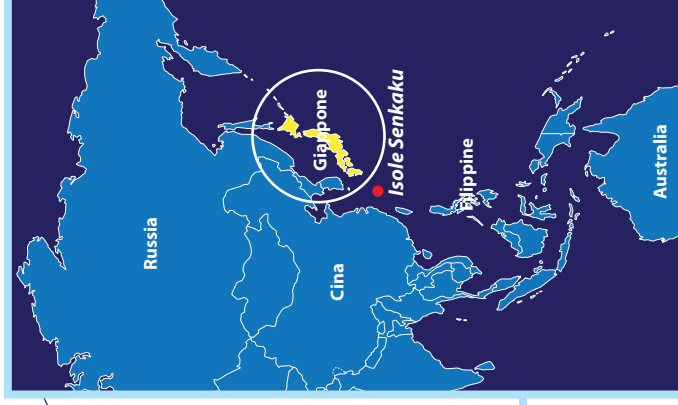 Russia
Giappone
Cina
Isole Senkaku
Filippine
Australia